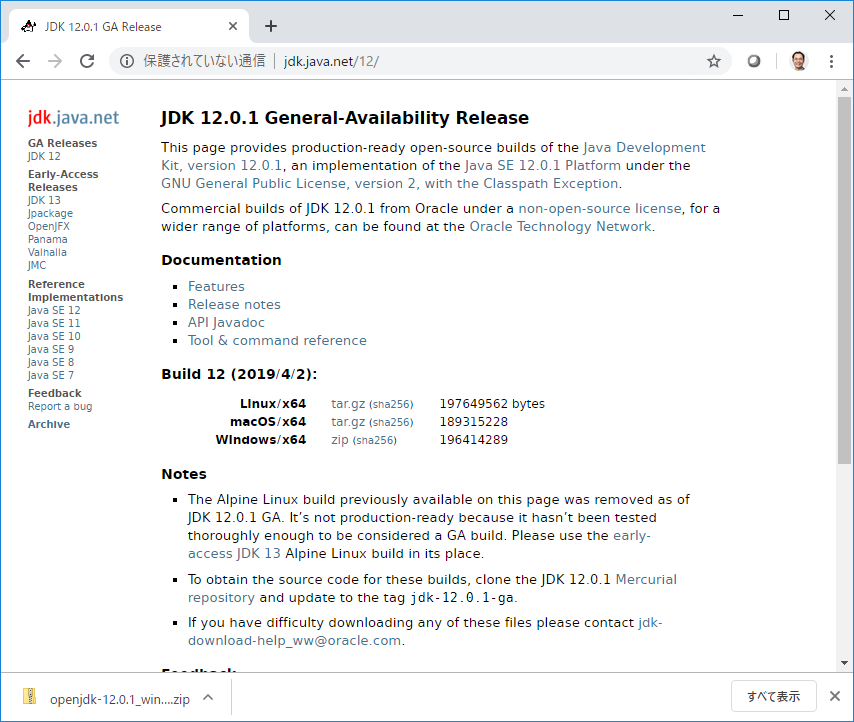 JDK 12.0.1 GA Release
保護されていない通信 jdk.java.net/12/
jdk.java.net
GA Releases
JDK 12
Early-Access
Releases
JDK 13
Jpackage
OpenJFX
Panama
Valhalla
JMC
Reference
Implementations
Java SE 12
Java SE 11
Java SE 10
Java SE 9
Java SE 8
Java SE 7
Feedback
Report a bug
Archive
JDK 12.0.1 General-Availability Release
This page provides production-ready open-source builds of the Java Development
Kit, version 12.0.1, an implementation of the Java SE 12.0.1 Platform under the
GNU General Public License, version 2, with the Classpath Exception.
Commercial builds of JDK 12.0.1 from Oracle under a non-open-source license, for a
wider range of platforms, can be found at the Oracle Technology Network.
Documentation
Features
Release notes
API Javadoc
Tool & command reference
Build 12 (2019/4/2):
Linux/x64 tar.gz (sha256) 197649562 bytes
macOS/x64 tar.gz (sha256) 189315228
Windows/x64 zip (sha256) 196414289
Notes
The Alpine Linux build previously available on this page was removed as of
JDK 12.0.1 GA. It’s not production-ready because it hasn’t been tested
thoroughly enough to be considered a GA build. Please use the early-
access JDK 13 Alpine Linux build in its place.
To obtain the source code for these builds, clone the JDK 12.0.1 Mercurial
repository and update to the tag jdk-12.0.1-ga.
If you have difficulty downloading any of these files please contact jdk-
download-help_ww@oracle.com.
Feedback
openjdk-12.0.1_win....zip
すべて表示